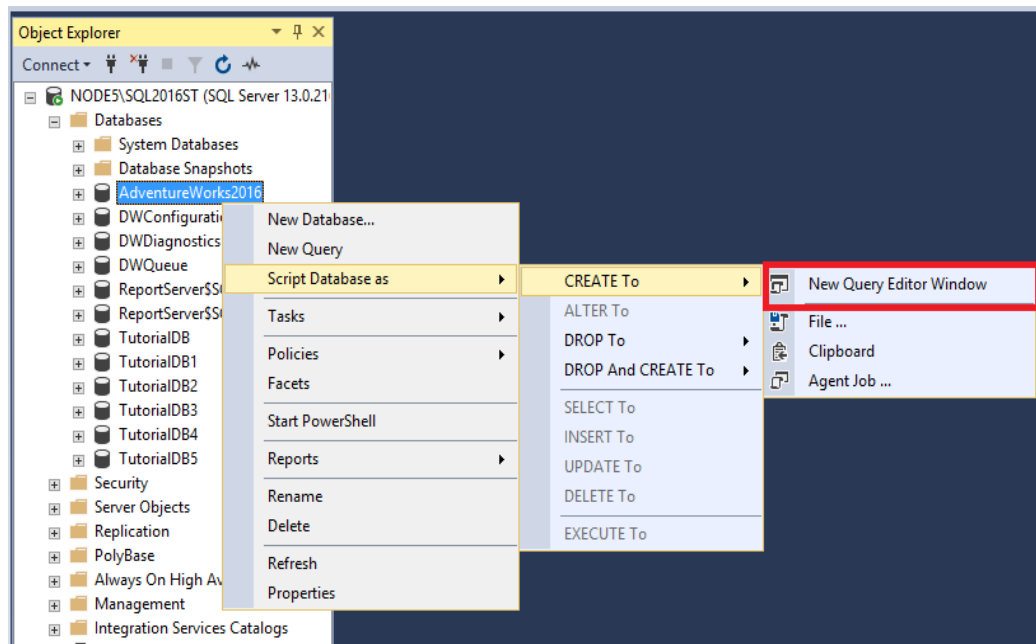 Object Explorer
Connect
NODE5\SQL2016ST (SQL Server 13.0.21
Databases
System Databases
Database Snapshots
AdventureWorks2016
DWConfigurati
DWDiagnostics
DWQueue
ReportServer$S
ReportServer$S
TutorialDB
TutorialDB1
TutorialDB2
TutorialDB3
TutorialDB4
TutorialDB5
Security
Server Objects
Replication
PolyBase
Always On High Av
Management
Integration Services Catalogs
New Database...
New Query
Script Database as
Tasks
Policies
Facets
Start PowerShell
Reports
Rename
Delete
Refresh
Properties
CREATE To
ALTER To
DROP To
DROP And CREATE To
SELECT To
INSERT To
UPDATE To
DELETE To
EXECUTE To
New Query Editor Window
File ...
Clipboard
Agent Job ...